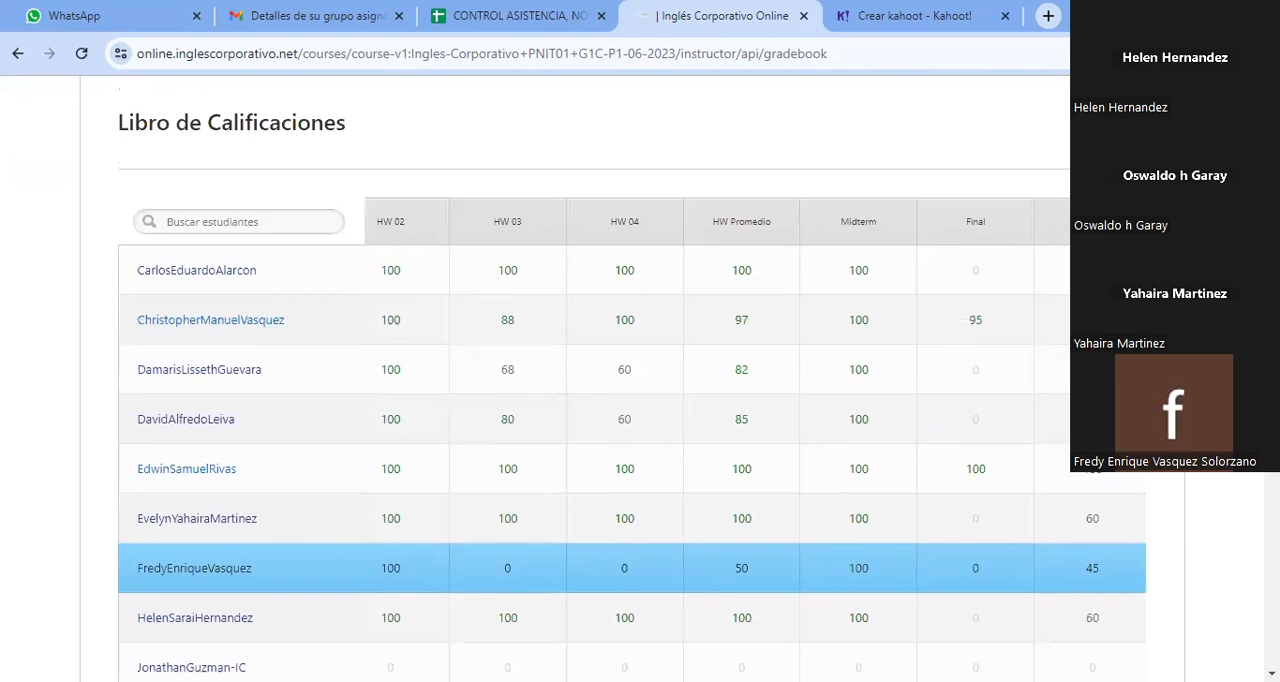 WhatsApp
Detalles de su grupo asigna
CONTROL ASISTENCIA, NO
| Inglés Corporativo Online
K! Crear kahoot - Kahoot!
online.inglescorporativo.net/courses/course-v1:Ingles-Corporativo+PNIT01+G1C-P1-06-2023/instructor/api/gradebook
Libro de Calificaciones
Buscar estudiantes HW 02 HW 03 HW 04 HW Promedio Midterm Final
CarlosEduardoAlarcon 100 100 100 100 100 0
ChristopherManuelVasquez 100 88 100 97 100 95
DamarisLissethGuevara 100 68 60 82 100 0
DavidAlfredoLeiva 100 80 60 85 100 0
EdwinSamuelRivas 100 100 100 100 100 100
EvelynYahairaMartinez 100 100 100 100 100 0 60
FredyEnriqueVasquez 100 0 0 50 100 0 45
HelenSaraiHernandez 100 100 100 100 100 0 60
JonathanGuzman-IC 0 0 0 0 0 0 0
Helen Hernandez
Helen Hernandez
Oswaldo h Garay
Oswaldo h Garay
Yahaira Martinez
Yahaira Martinez
f
Fredy Enrique Vasquez Solorzano